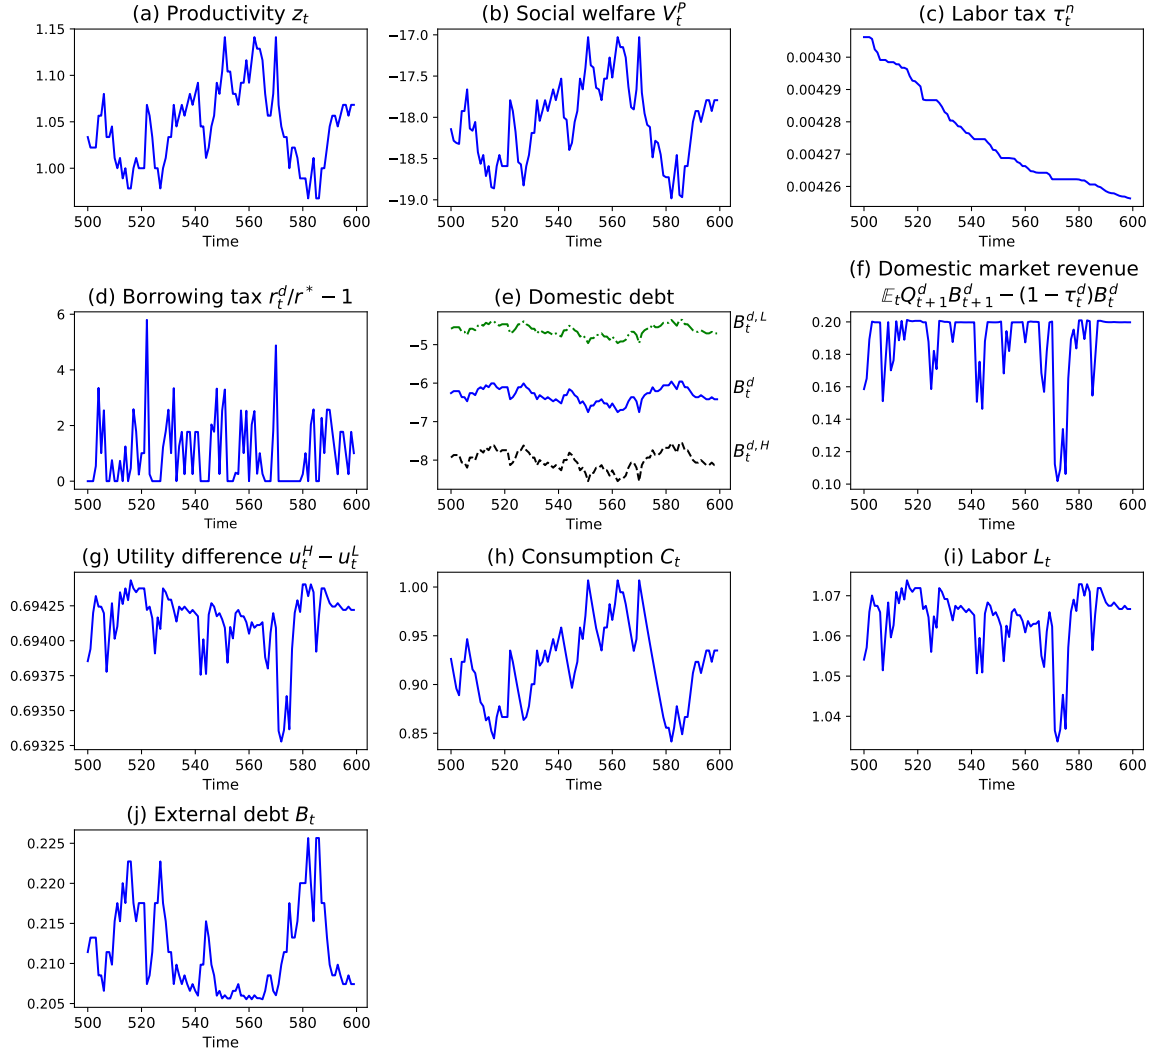 (a) Productivity $z_t$
1.15
1.10
1.05
1.00
500 520 540 560 580 600
Time
(b) Social welfare $V_t^P$
−17.0
−17.5
−18.0
−18.5
−19.0
500 520 540 560 580 600
Time
(c) Labor tax $\tau_t^n$
0.00430
0.00429
0.00428
0.00427
0.00426
500 520 540 560 580 600
Time
(d) Borrowing tax $r_t^d/r^* - 1$
6
4
2
0
500 520 540 560 580 600
Time
(e) Domestic debt
−5
−6
−7
−8
$B_t^{d,L}$
$B_t^d$
$B_t^{d,H}$
500 520 540 560 580 600
Time
(f) Domestic market revenue
$\mathbb{E}_t Q_{t+1}^d B_{t+1}^d - (1 - \tau_t^d) B_t^d$
0.20
0.18
0.16
0.14
0.12
0.10
500 520 540 560 580 600
Time
(g) Utility difference $u_t^H - u_t^L$
0.69425
0.69400
0.69375
0.69350
0.69325
500 520 540 560 580 600
Time
(h) Consumption $C_t$
1.00
0.95
0.90
0.85
500 520 540 560 580 600
Time
(i) Labor $L_t$
1.07
1.06
1.05
1.04
500 520 540 560 580 600
Time
(j) External debt $B_t$
0.225
0.220
0.215
0.210
0.205
500 520 540 560 580 600
Time